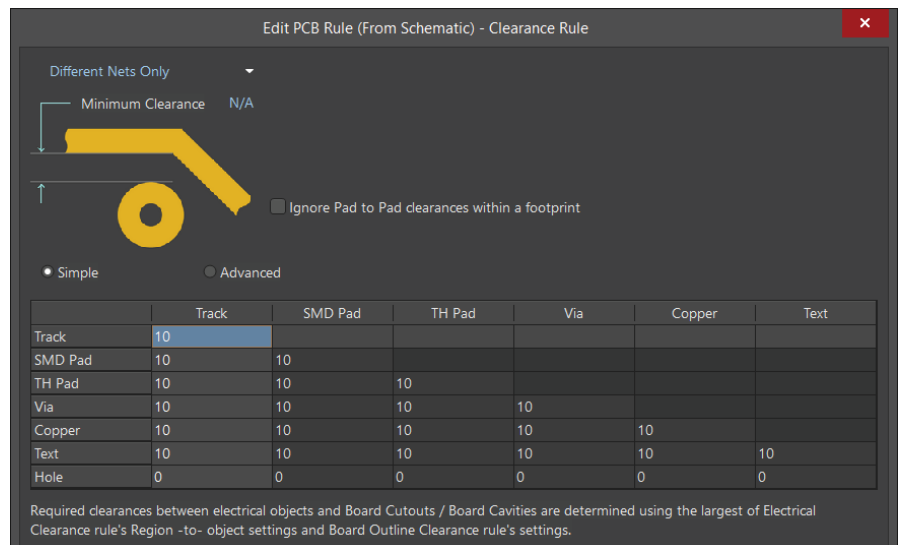 Edit PCB Rule (From Schematic) - Clearance Rule
Different Nets Only
Minimum Clearance N/A
Ignore Pad to Pad clearances within a footprint
Simple Advanced
Track SMD Pad TH Pad Via Copper Text
Track 10
SMD Pad 10 10
TH Pad 10 10 10
Via 10 10 10 10
Copper 10 10 10 10 10
Text 10 10 10 10 10 10
Hole 0 0 0 0 0 0
Required clearances between electrical objects and Board Cutouts / Board Cavities are determined using the largest of Electrical
Clearance rule's Region -to- object settings and Board Outline Clearance rule's settings.